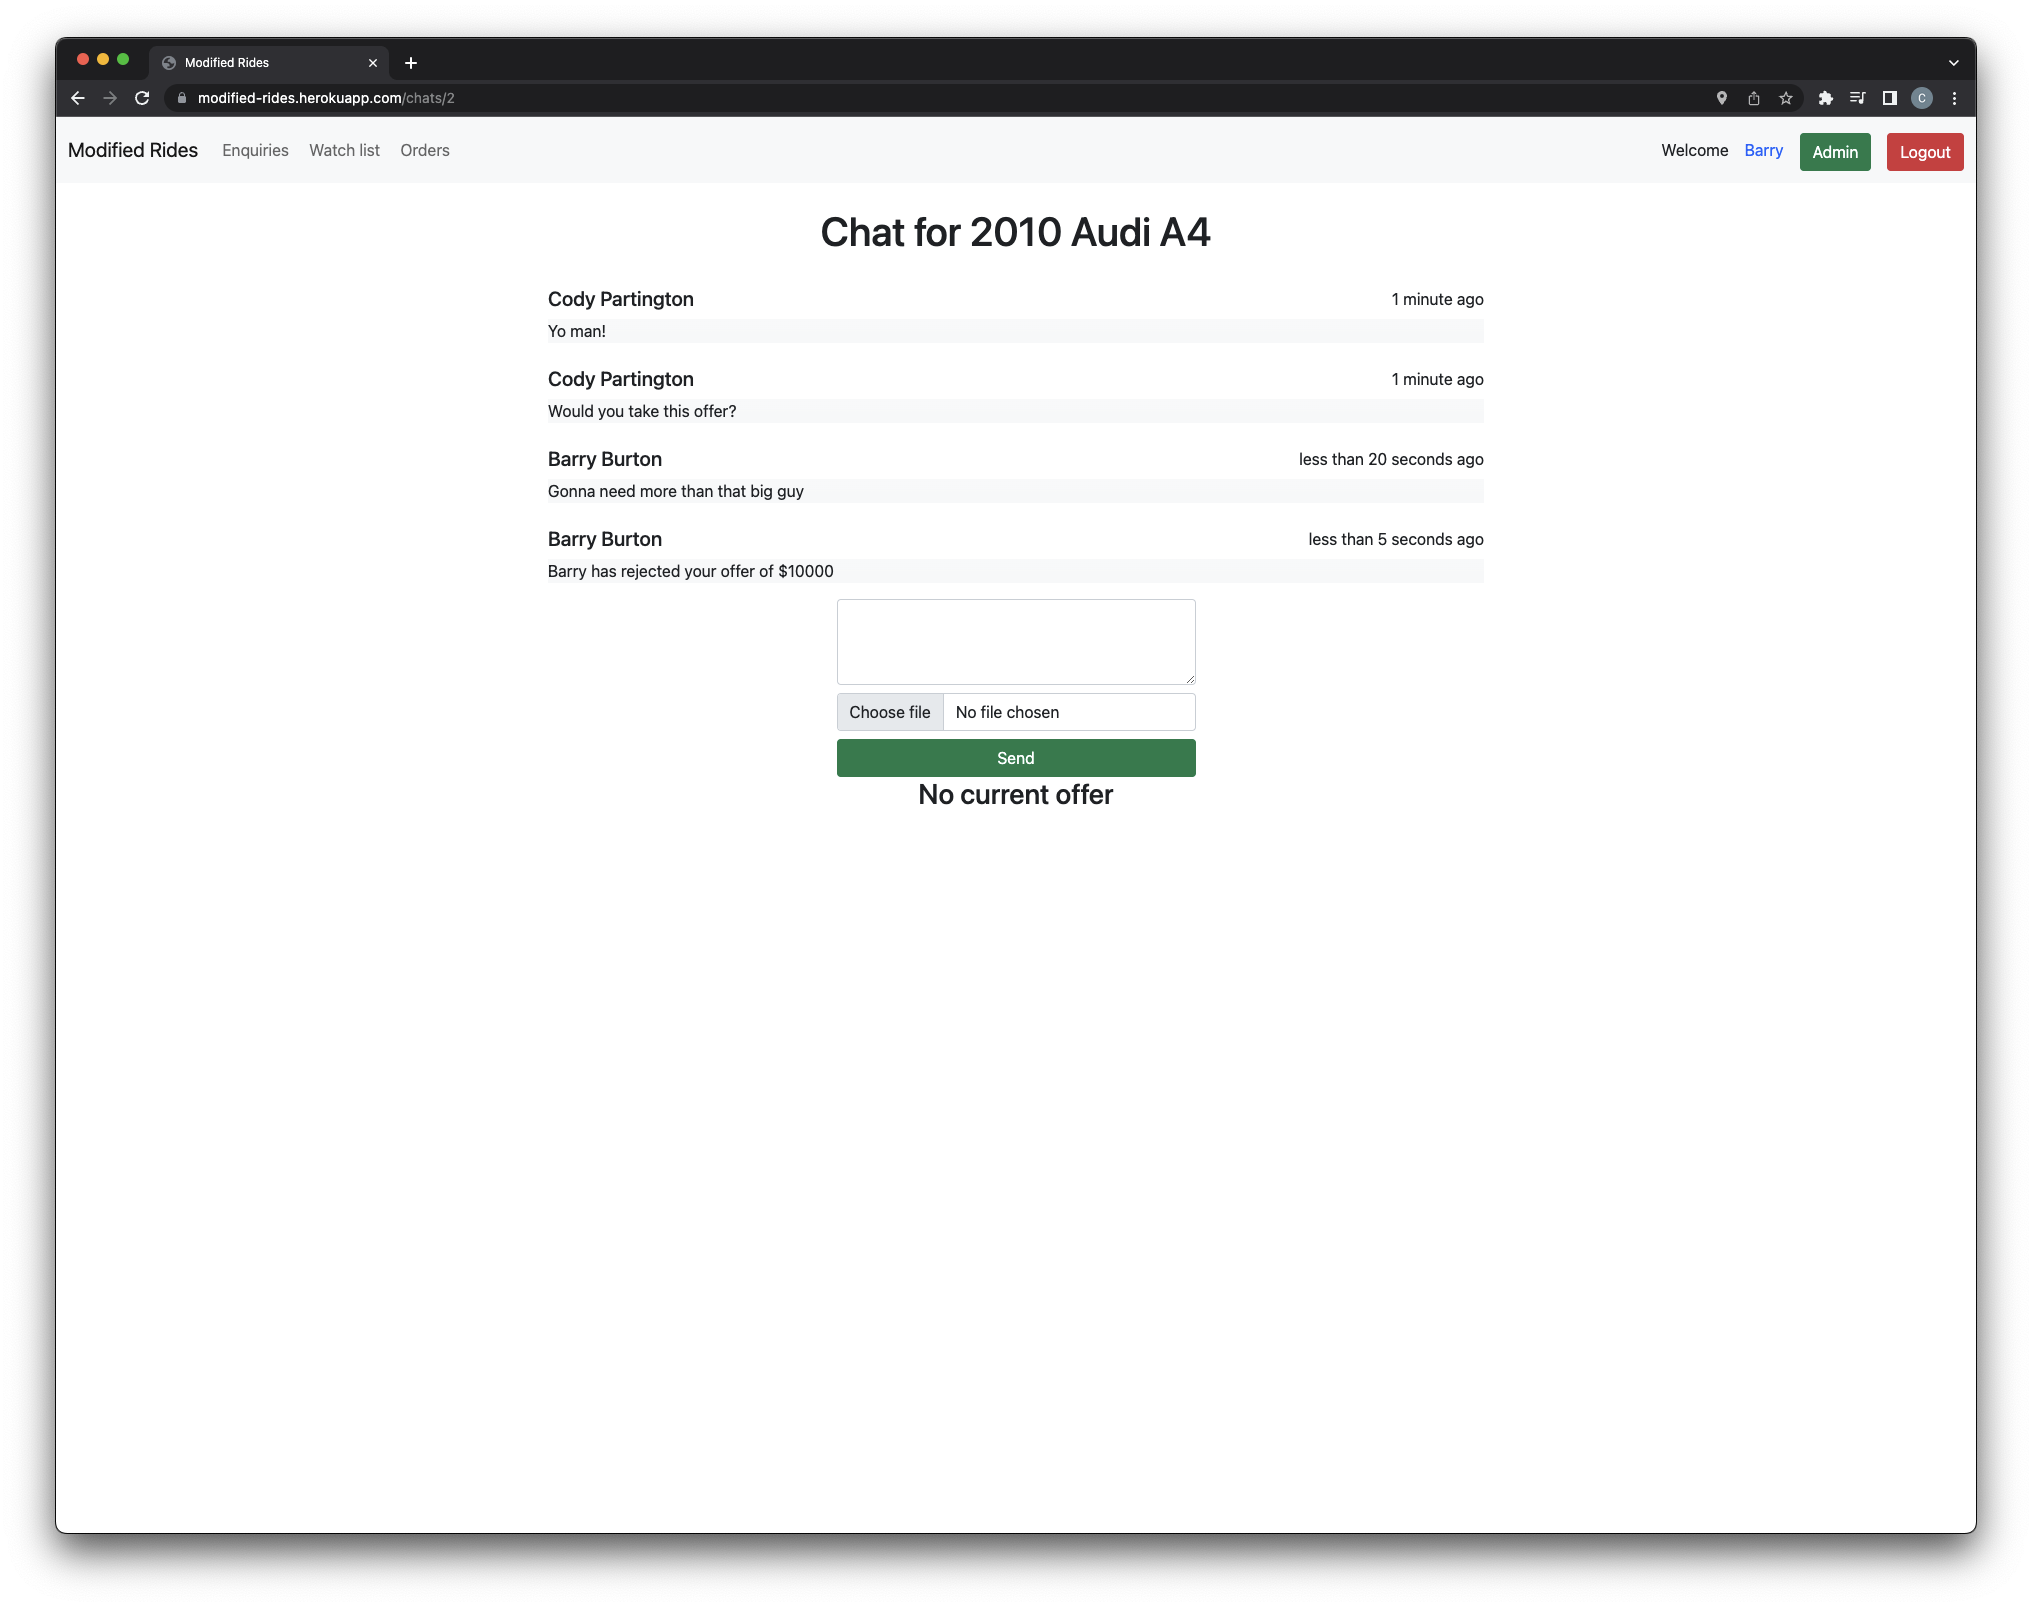 Modified Rides
modified-rides.herokuapp.com/chats/2
C
Modified Rides Enquiries Watch list Orders Welcome Barry Admin Logout
Chat for 2010 Audi A4
Cody Partington 1 minute ago
Yo man!
Cody Partington 1 minute ago
Would you take this offer?
Barry Burton less than 20 seconds ago
Gonna need more than that big guy
Barry Burton less than 5 seconds ago
Barry has rejected your offer of $10000
Choose file No file chosen
Send
No current offer